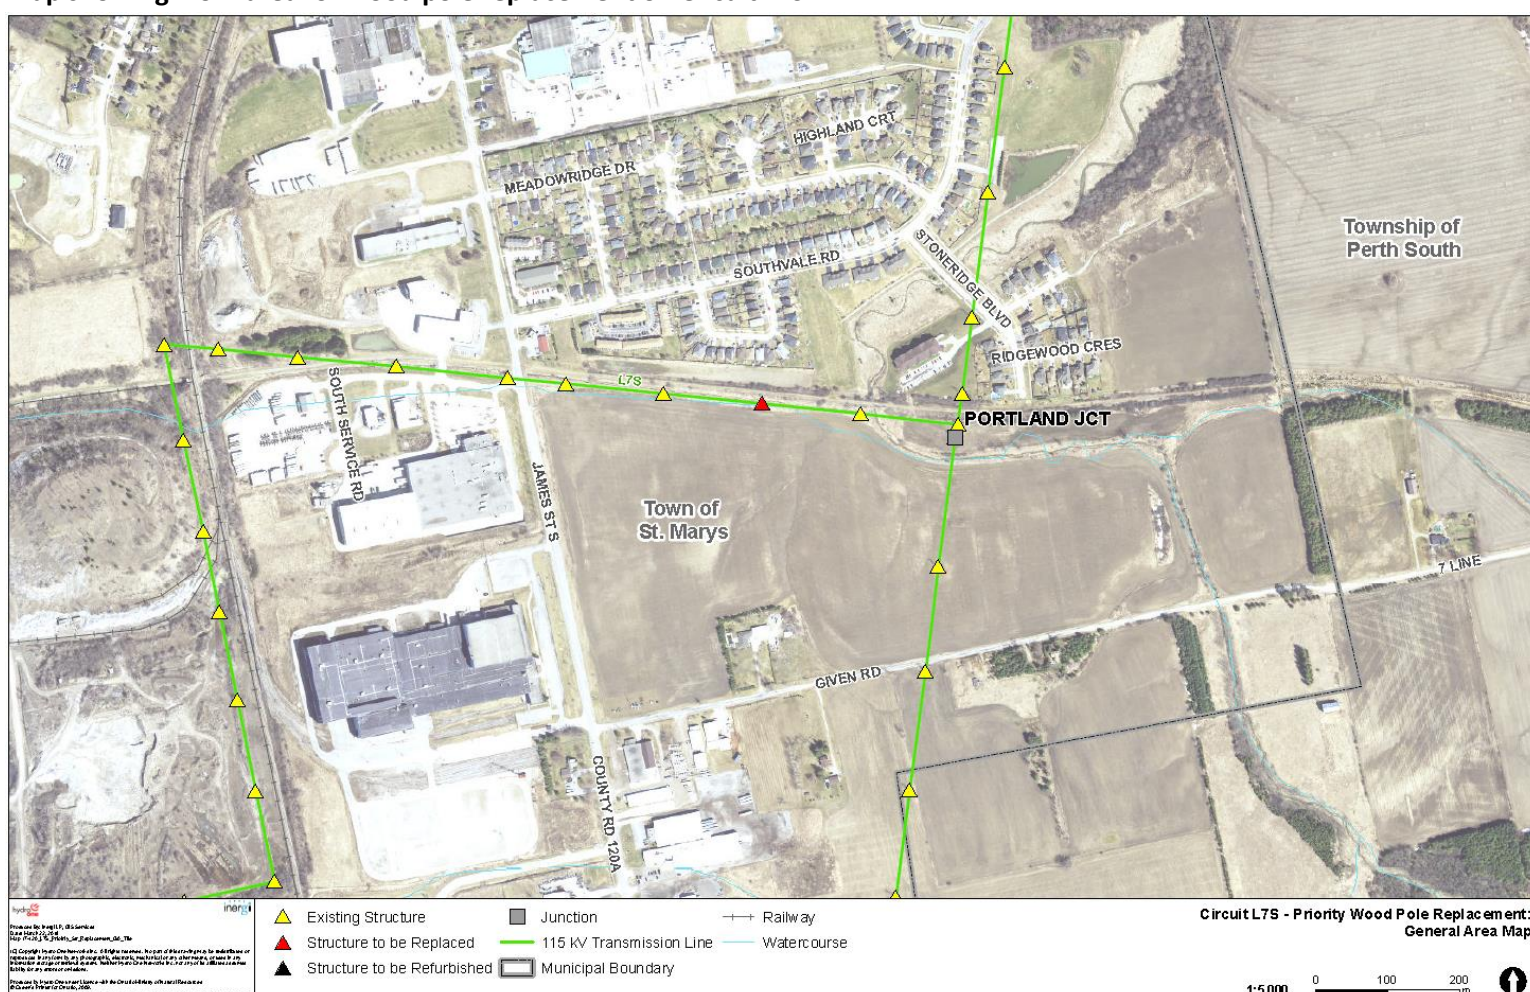 HIGHLAND CRT
MEADOWRIDGE DR
Township of
Perth South
SOUTHVALE RD
STONERIDGE BLVD
RIDGEWOOD CRES
L7S
SOUTH SERVICE RD
PORTLAND JCT
JAMES ST S
Town of
St. Marys
7 LINE
GIVEN RD
COUNTY RD 120A
hydro
one
inergi
Existing Structure
Structure to be Replaced
Structure to be Refurbished
Junction
115 kV Transmission Line
Municipal Boundary
Railway
Watercourse
Circuit L7S - Priority Wood Pole Replacement:
General Area Map
1:5,000
0 100 200
m